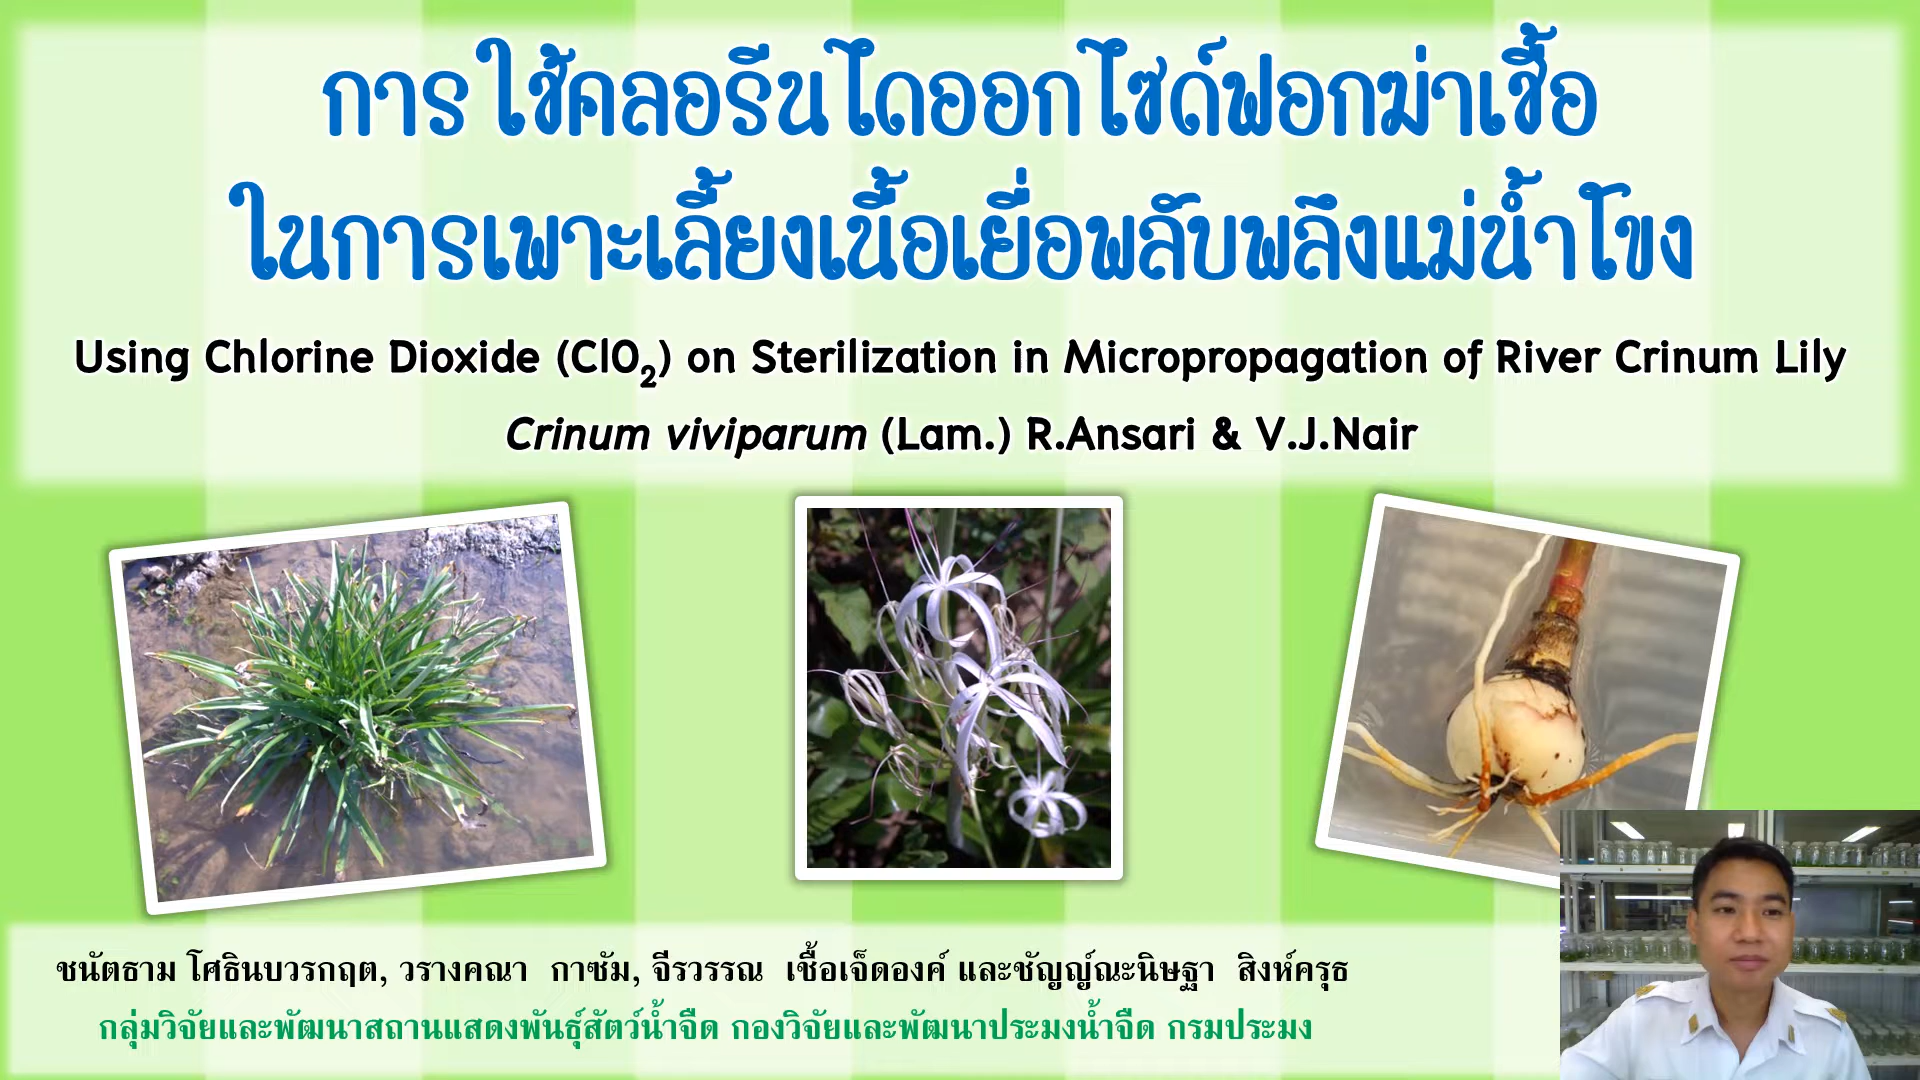 การใช้คลอรีนไดออกไซด์ฟอกฆ่าเชื้อ
ในการเพาะเลี้ยงเนื้อเยื่อพลับพลึงแม่น้ำโขง
Using Chlorine Dioxide (ClO₂) on Sterilization in Micropropagation of River Crinum Lily
Crinum viviparum (Lam.) R.Ansari & V.J.Nair
ชนัตธาม โศธินบวรกฤต, วรางคณา กาซัม, จีรวรรณ เชื้อเจ็ดองค์ และชัญญ์ณะนิษฐา สิงห์ครุธ
กลุ่มวิจัยและพัฒนาสถานแสดงพันธุ์สัตว์น้ำจืด กองวิจัยและพัฒนาประมงน้ำจืด กรมประมง